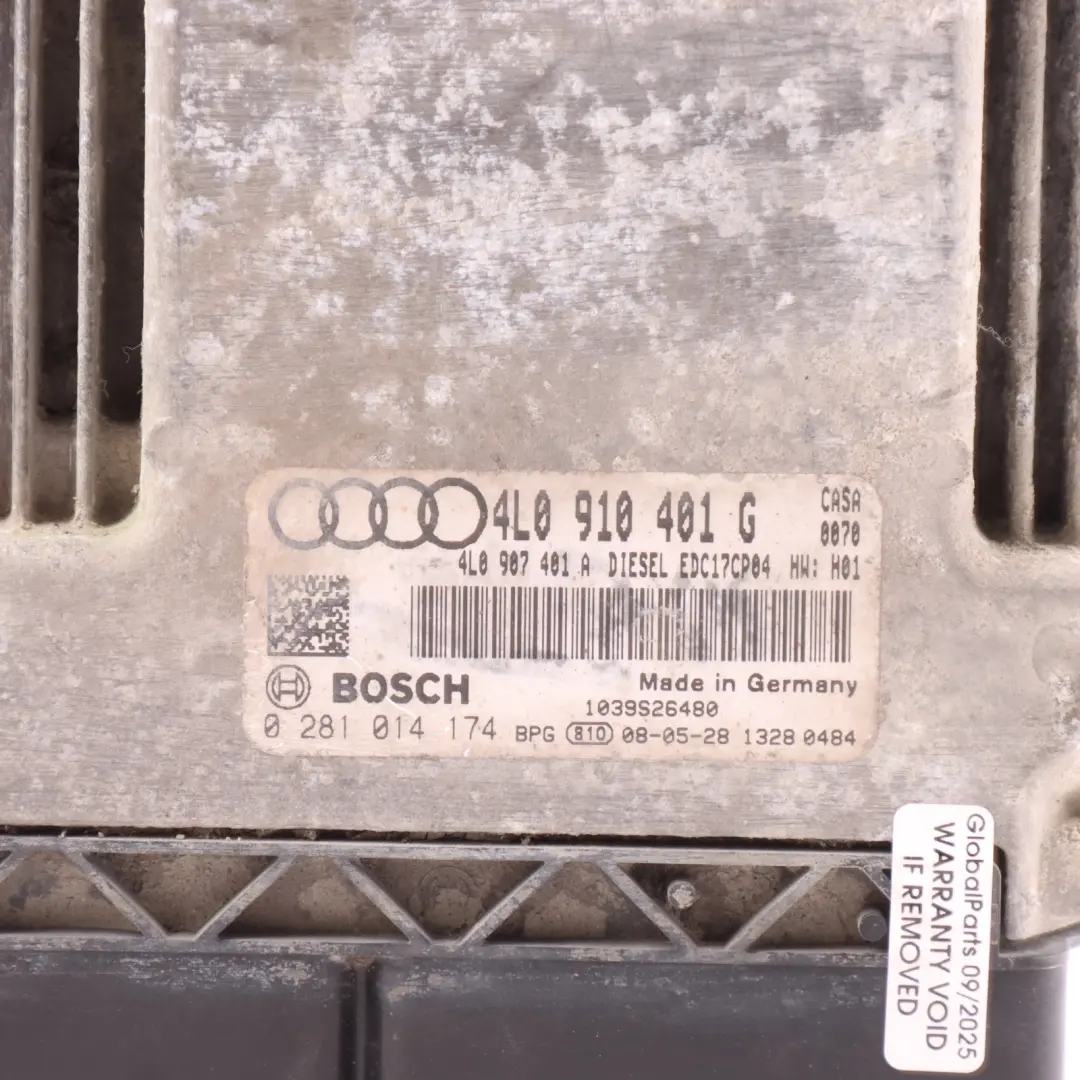 4L0 910 401 G
CASA
0070
4L0 907 401 A DIESEL EDC17CP04 HW: H01
BOSCH
Made in Germany
1039S26480
0 281 014 174 BPG 810 08-05-28 1328 0484
GlobalParts 09/2025
WARRANTY VOID
IF REMOVED